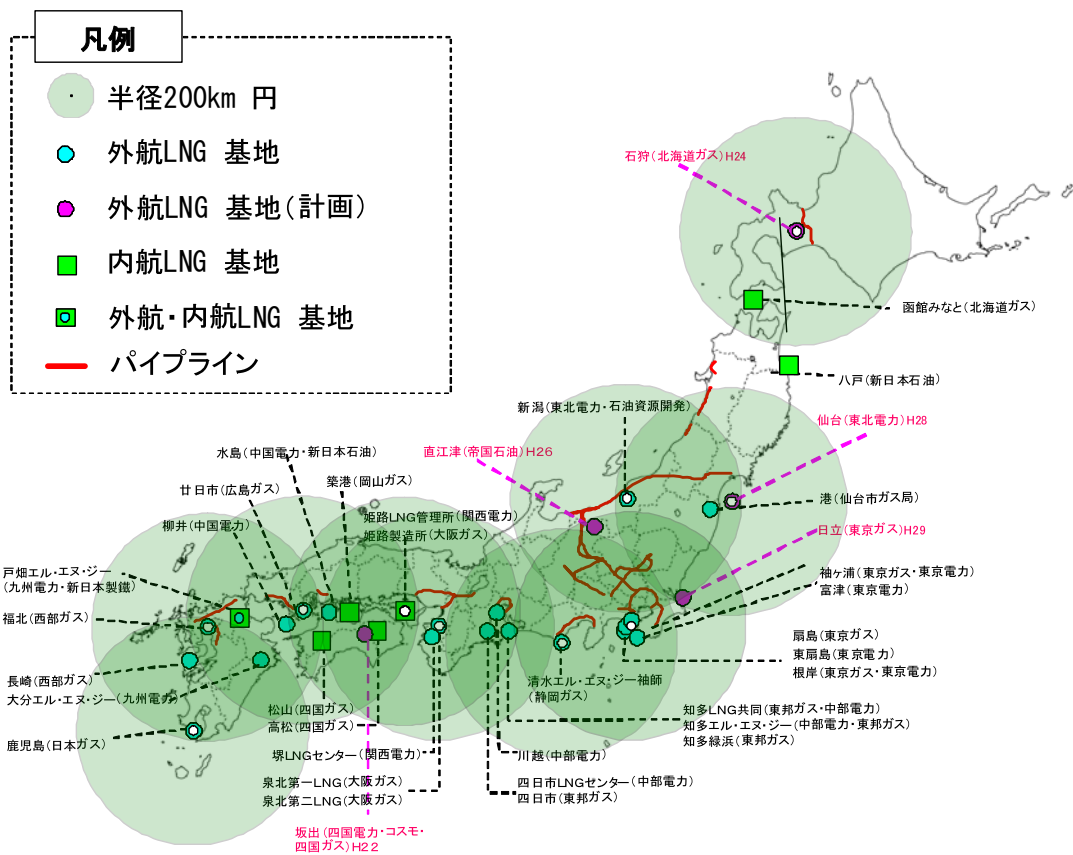 凡例
半径200km 円
外航LNG 基地
外航LNG 基地(計画)
内航LNG 基地
外航・内航LNG 基地
パイプライン
石狩(北海道ガス)H24
函館みなと(北海道ガス)
八戸(新日本石油)
新潟(東北電力・石油資源開発)
仙台(東北電力)H28
直江津(帝国石油)H26
水島(中国電力・新日本石油)
築港(岡山ガス)
廿日市(広島ガス)
港(仙台市ガス局)
姫路LNG管理所(関西電力)
姫路製造所(大阪ガス)
柳井(中国電力)
日立(東京ガス)H29
戸畑エル・エヌ・ジー
(九州電力・新日本製鐵)
袖ヶ浦(東京ガス・東京電力)
富津(東京電力)
福北(西部ガス)
扇島(東京ガス)
東扇島(東京電力)
根岸(東京ガス・東京電力)
長崎(西部ガス)
清水エル・エヌ・ジー袖師
(静岡ガス)
大分エル・エヌ・ジー(九州電力)
松山(四国ガス)
高松(四国ガス)
知多LNG共同(東邦ガス・中部電力)
知多エル・エヌ・ジー(中部電力・東邦ガス)
知多緑浜(東邦ガス)
鹿児島(日本ガス)
堺LNGセンター(関西電力)
川越(中部電力)
泉北第一LNG(大阪ガス)
泉北第二LNG(大阪ガス)
四日市LNGセンター(中部電力)
四日市(東邦ガス)
坂出(四国電力・コスモ・
四国ガス)H22